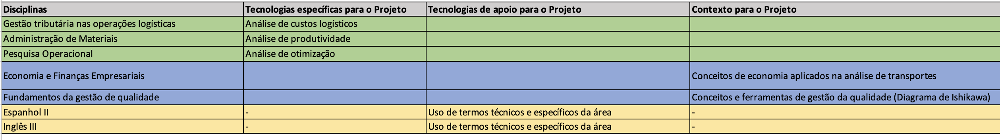 Disciplinas Tecnologias específicas para o Projeto Tecnologias de apoio para o Projeto Contexto para o Projeto
Gestão tributária nas operações logísticas Análise de custos logísticos
Administração de Materiais Análise de produtividade
Pesquisa Operacional Análise de otimização
Economia e Finanças Empresariais Conceitos de economia aplicados na análise de transportes
Fundamentos da gestão de qualidade Conceitos e ferramentas de gestão da qualidade (Diagrama de Ishikawa)
Espanhol II - Uso de termos técnicos e específicos da área -
Inglês III - Uso de termos técnicos e específicos da área -